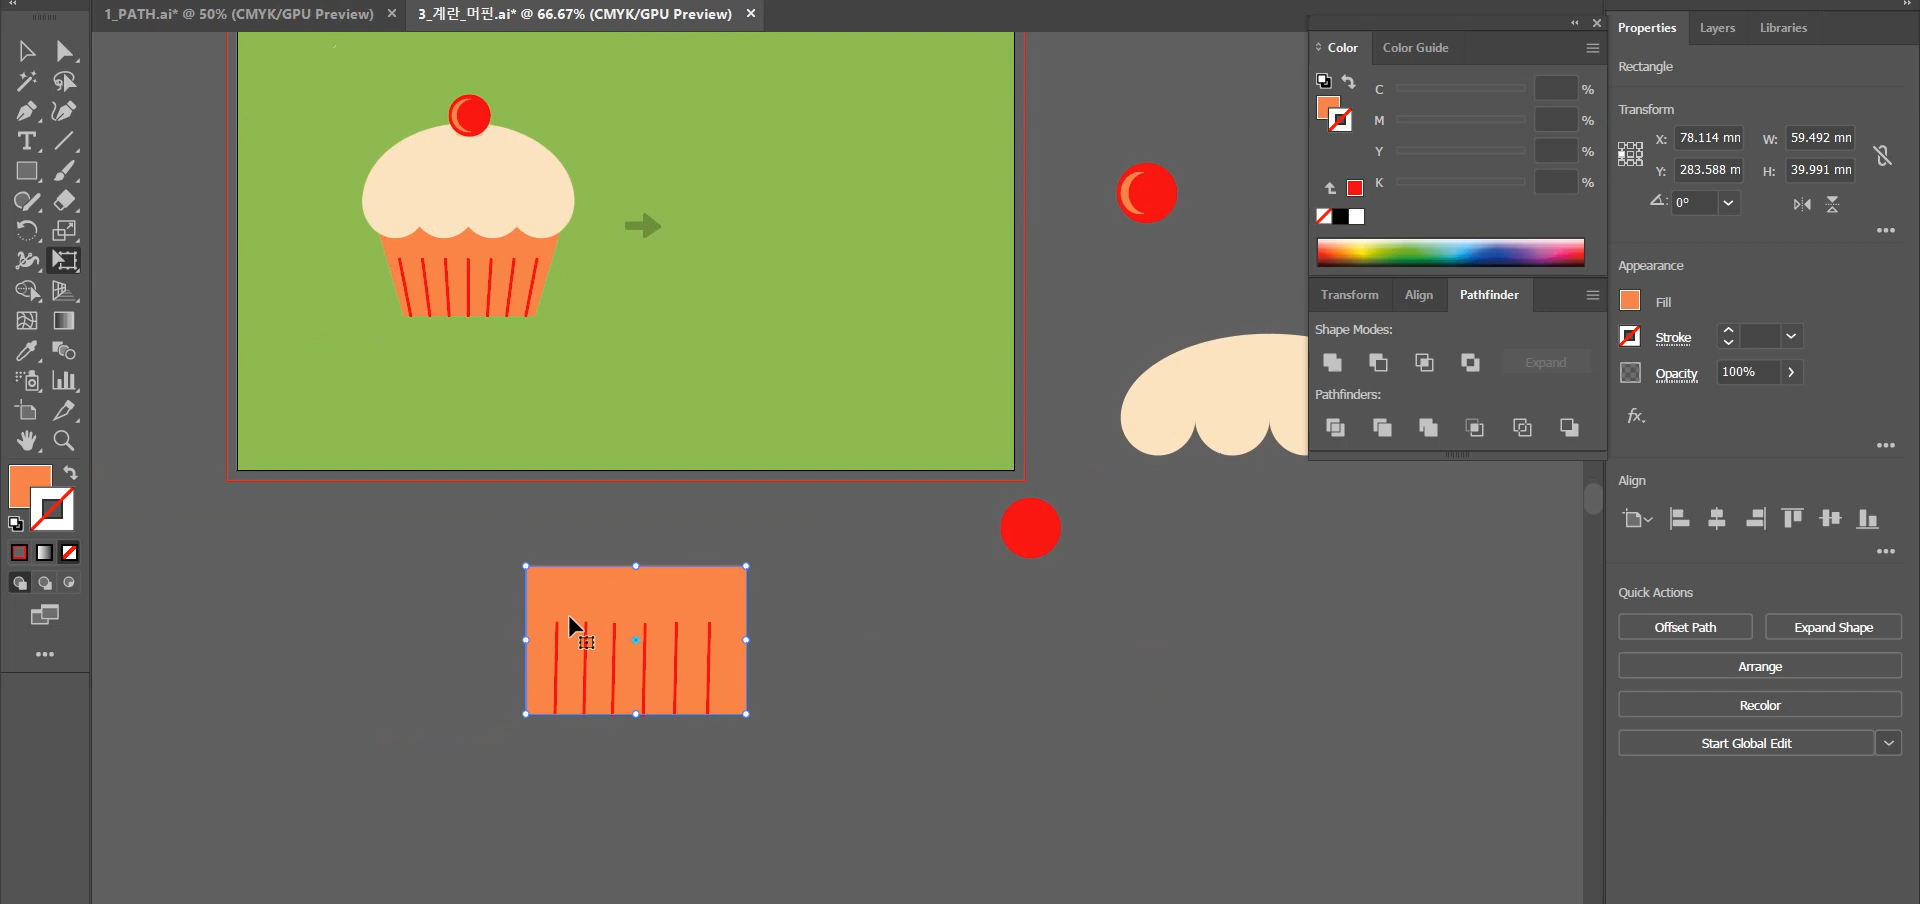 1_PATH.ai* @ 50% (CMYK/GPU Preview)
3_계란_머핀.ai* @ 66.67% (CMYK/GPU Preview)
Color
Color Guide
C
%
M
%
Y
%
K
%
Transform
Align
Pathfinder
Shape Modes:
Expand
Pathfinders:
Properties
Layers
Libraries
Rectangle
Transform
X: 78.114 mm
W: 59.492 mm
Y: 283.588 m
H: 39.991 mm
0°
Appearance
Fill
Stroke
Opacity
100%
fx.
Align
Quick Actions
Offset Path
Expand Shape
Arrange
Recolor
Start Global Edit